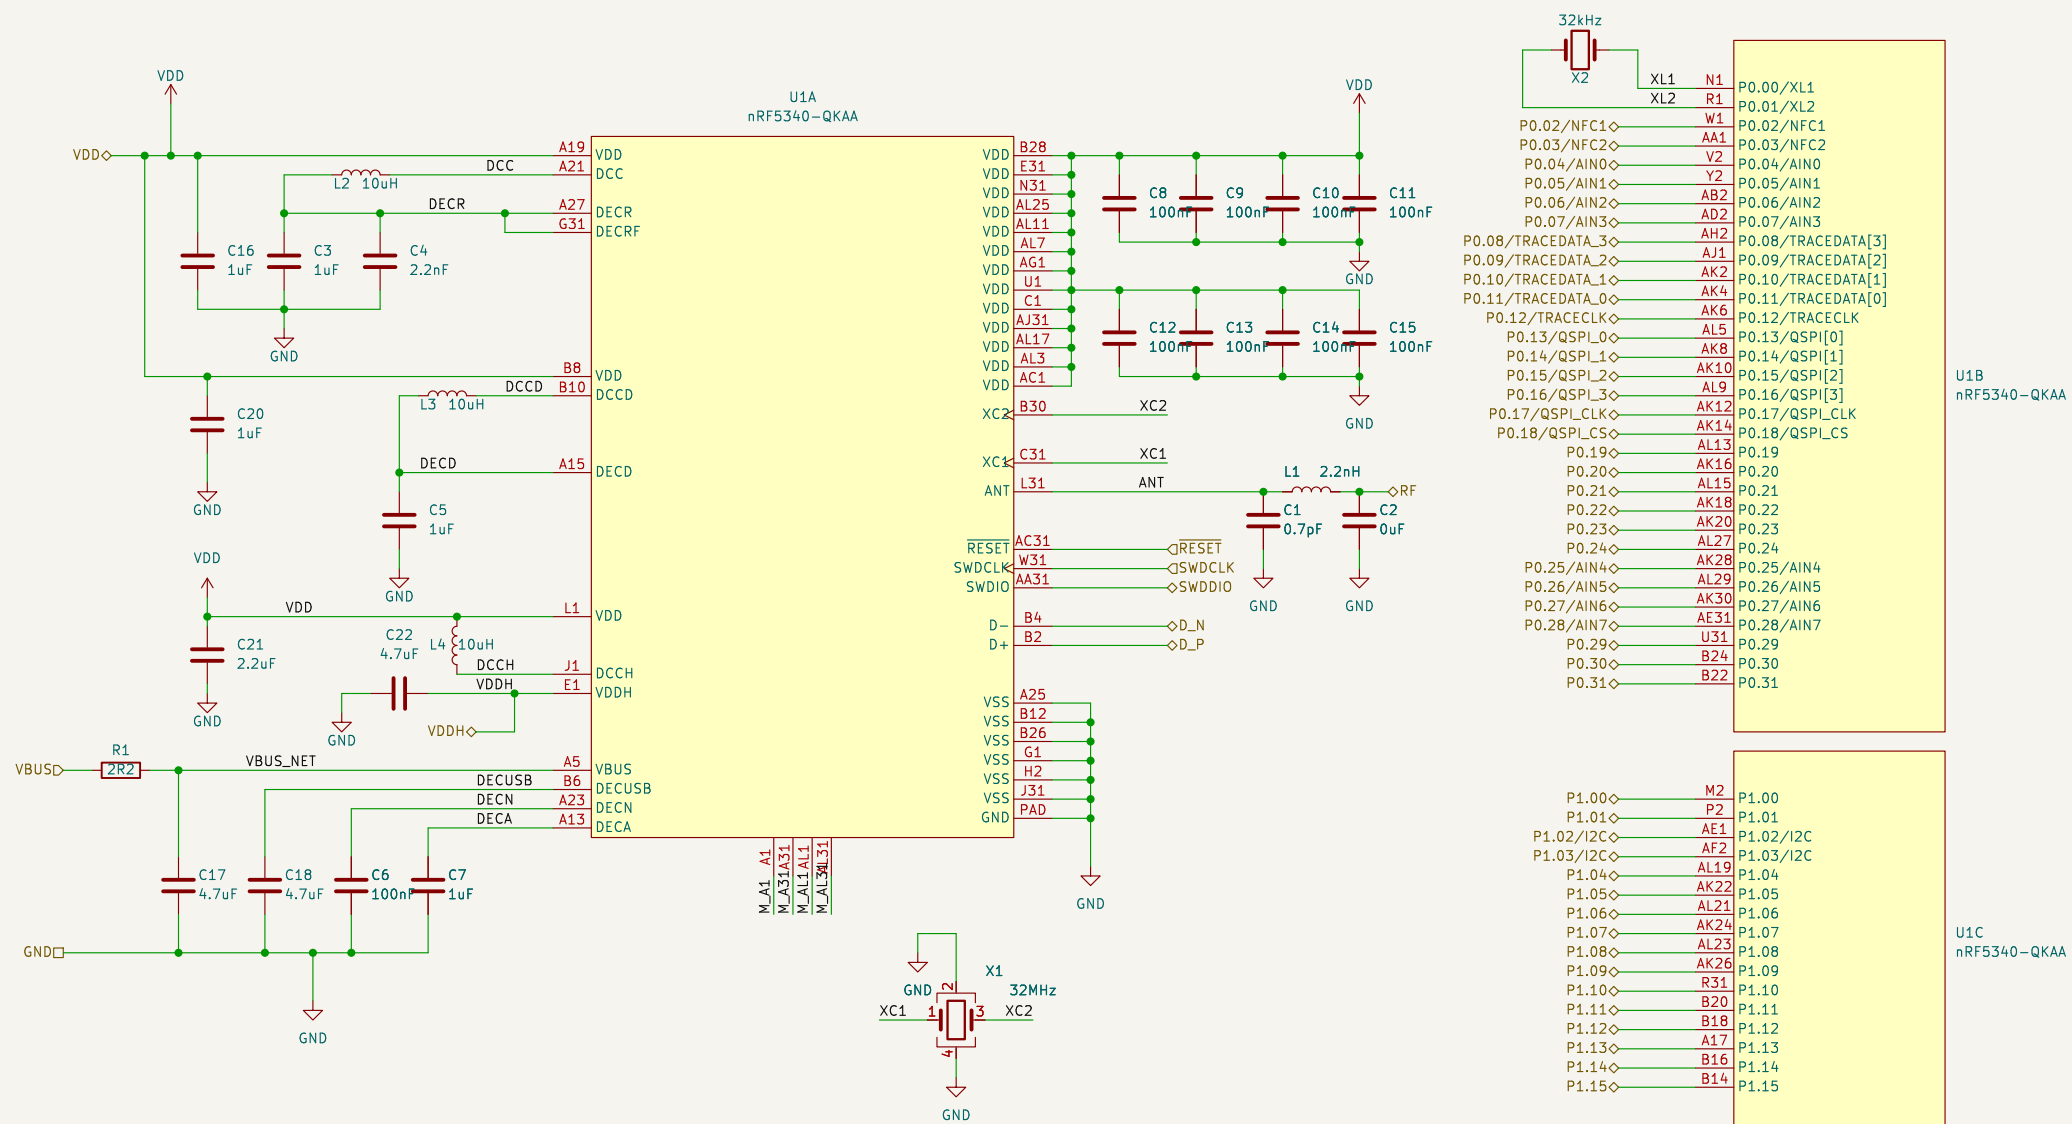 32kHz
X2
XL1
XL2
VDD
VDD
U1A
nRF5340-QKAA
VDD
A19
VDD
A21
DCC
DCC
L2 10uH
A27
DECR
DECR
G31
DECRF
C16
1uF
C3
1uF
C4
2.2nF
GND
B8
VDD
B10
DCCD
DCCD
L3 10uH
C20
1uF
GND
A15
DECD
DECD
C5
1uF
GND
VDD
VDD
L1
VDD
C21
2.2uF
GND
C22
4.7uF
L4 10uH
DCCH
J1
DCCH
VDDH
E1
VDDH
GND
VDDH
VBUS
R1
2R2
VBUS_NET
A5
VBUS
DECUSB
B6
DECUSB
DECN
A23
DECN
DECA
A13
DECA
C17
4.7uF
C18
4.7uF
C6
100nF
C7
1uF
GND
GND
VDD B28
VDD E31
VDD N31
VDD AL25
VDD AL11
VDD AL7
VDD AG1
VDD U1
VDD C1
VDD AJ31
VDD AL17
VDD AL3
VDD AC1
XC2 B30 XC2
XC1 C31 XC1
ANT L31 ANT
RESET AC31 RESET
SWDCLK W31 SWDCLK
SWDIO AA31 SWDDIO
D- B4 D_N
D+ B2 D_P
VSS A25
VSS B12
VSS B26
VSS G1
VSS H2
VSS J31
GND PAD
GND
A1
A31
AL1
AL31
M_A1
M_A31
M_AL1
M_AL31
VDD
C8
100nF
C9
100nF
C10
100nF
C11
100nF
GND
C12
100nF
C13
100nF
C14
100nF
C15
100nF
GND
L1 2.2nH
RF
C1
0.7pF
C2
0uF
GND
GND
GND
X1
32MHz
XC1
1
2
3
4
XC2
GND
N1 P0.00/XL1
R1 P0.01/XL2
P0.02/NFC1 W1 P0.02/NFC1
P0.03/NFC2 AA1 P0.03/NFC2
P0.04/AIN0 V2 P0.04/AIN0
P0.05/AIN1 Y2 P0.05/AIN1
P0.06/AIN2 AB2 P0.06/AIN2
P0.07/AIN3 AD2 P0.07/AIN3
P0.08/TRACEDATA_3 AH2 P0.08/TRACEDATA[3]
P0.09/TRACEDATA_2 AJ1 P0.09/TRACEDATA[2]
P0.10/TRACEDATA_1 AK2 P0.10/TRACEDATA[1]
P0.11/TRACEDATA_0 AK4 P0.11/TRACEDATA[0]
P0.12/TRACECLK AK6 P0.12/TRACECLK
P0.13/QSPI_0 AL5 P0.13/QSPI[0]
P0.14/QSPI_1 AK8 P0.14/QSPI[1]
P0.15/QSPI_2 AK10 P0.15/QSPI[2]
P0.16/QSPI_3 AL9 P0.16/QSPI[3]
P0.17/QSPI_CLK AK12 P0.17/QSPI_CLK
P0.18/QSPI_CS AK14 P0.18/QSPI_CS
P0.19 AL13 P0.19
P0.20 AK16 P0.20
P0.21 AL15 P0.21
P0.22 AK18 P0.22
P0.23 AK20 P0.23
P0.24 AL27 P0.24
P0.25/AIN4 AK28 P0.25/AIN4
P0.26/AIN5 AL29 P0.26/AIN5
P0.27/AIN6 AK30 P0.27/AIN6
P0.28/AIN7 AE31 P0.28/AIN7
P0.29 U31 P0.29
P0.30 B24 P0.30
P0.31 B22 P0.31
U1B
nRF5340-QKAA
P1.00 M2 P1.00
P1.01 P2 P1.01
P1.02/I2C AE1 P1.02/I2C
P1.03/I2C AF2 P1.03/I2C
P1.04 AL19 P1.04
P1.05 AK22 P1.05
P1.06 AL21 P1.06
P1.07 AK24 P1.07
P1.08 AL23 P1.08
P1.09 AK26 P1.09
P1.10 R31 P1.10
P1.11 B20 P1.11
P1.12 B18 P1.12
P1.13 A17 P1.13
P1.14 B16 P1.14
P1.15 B14 P1.15
U1C
nRF5340-QKAA